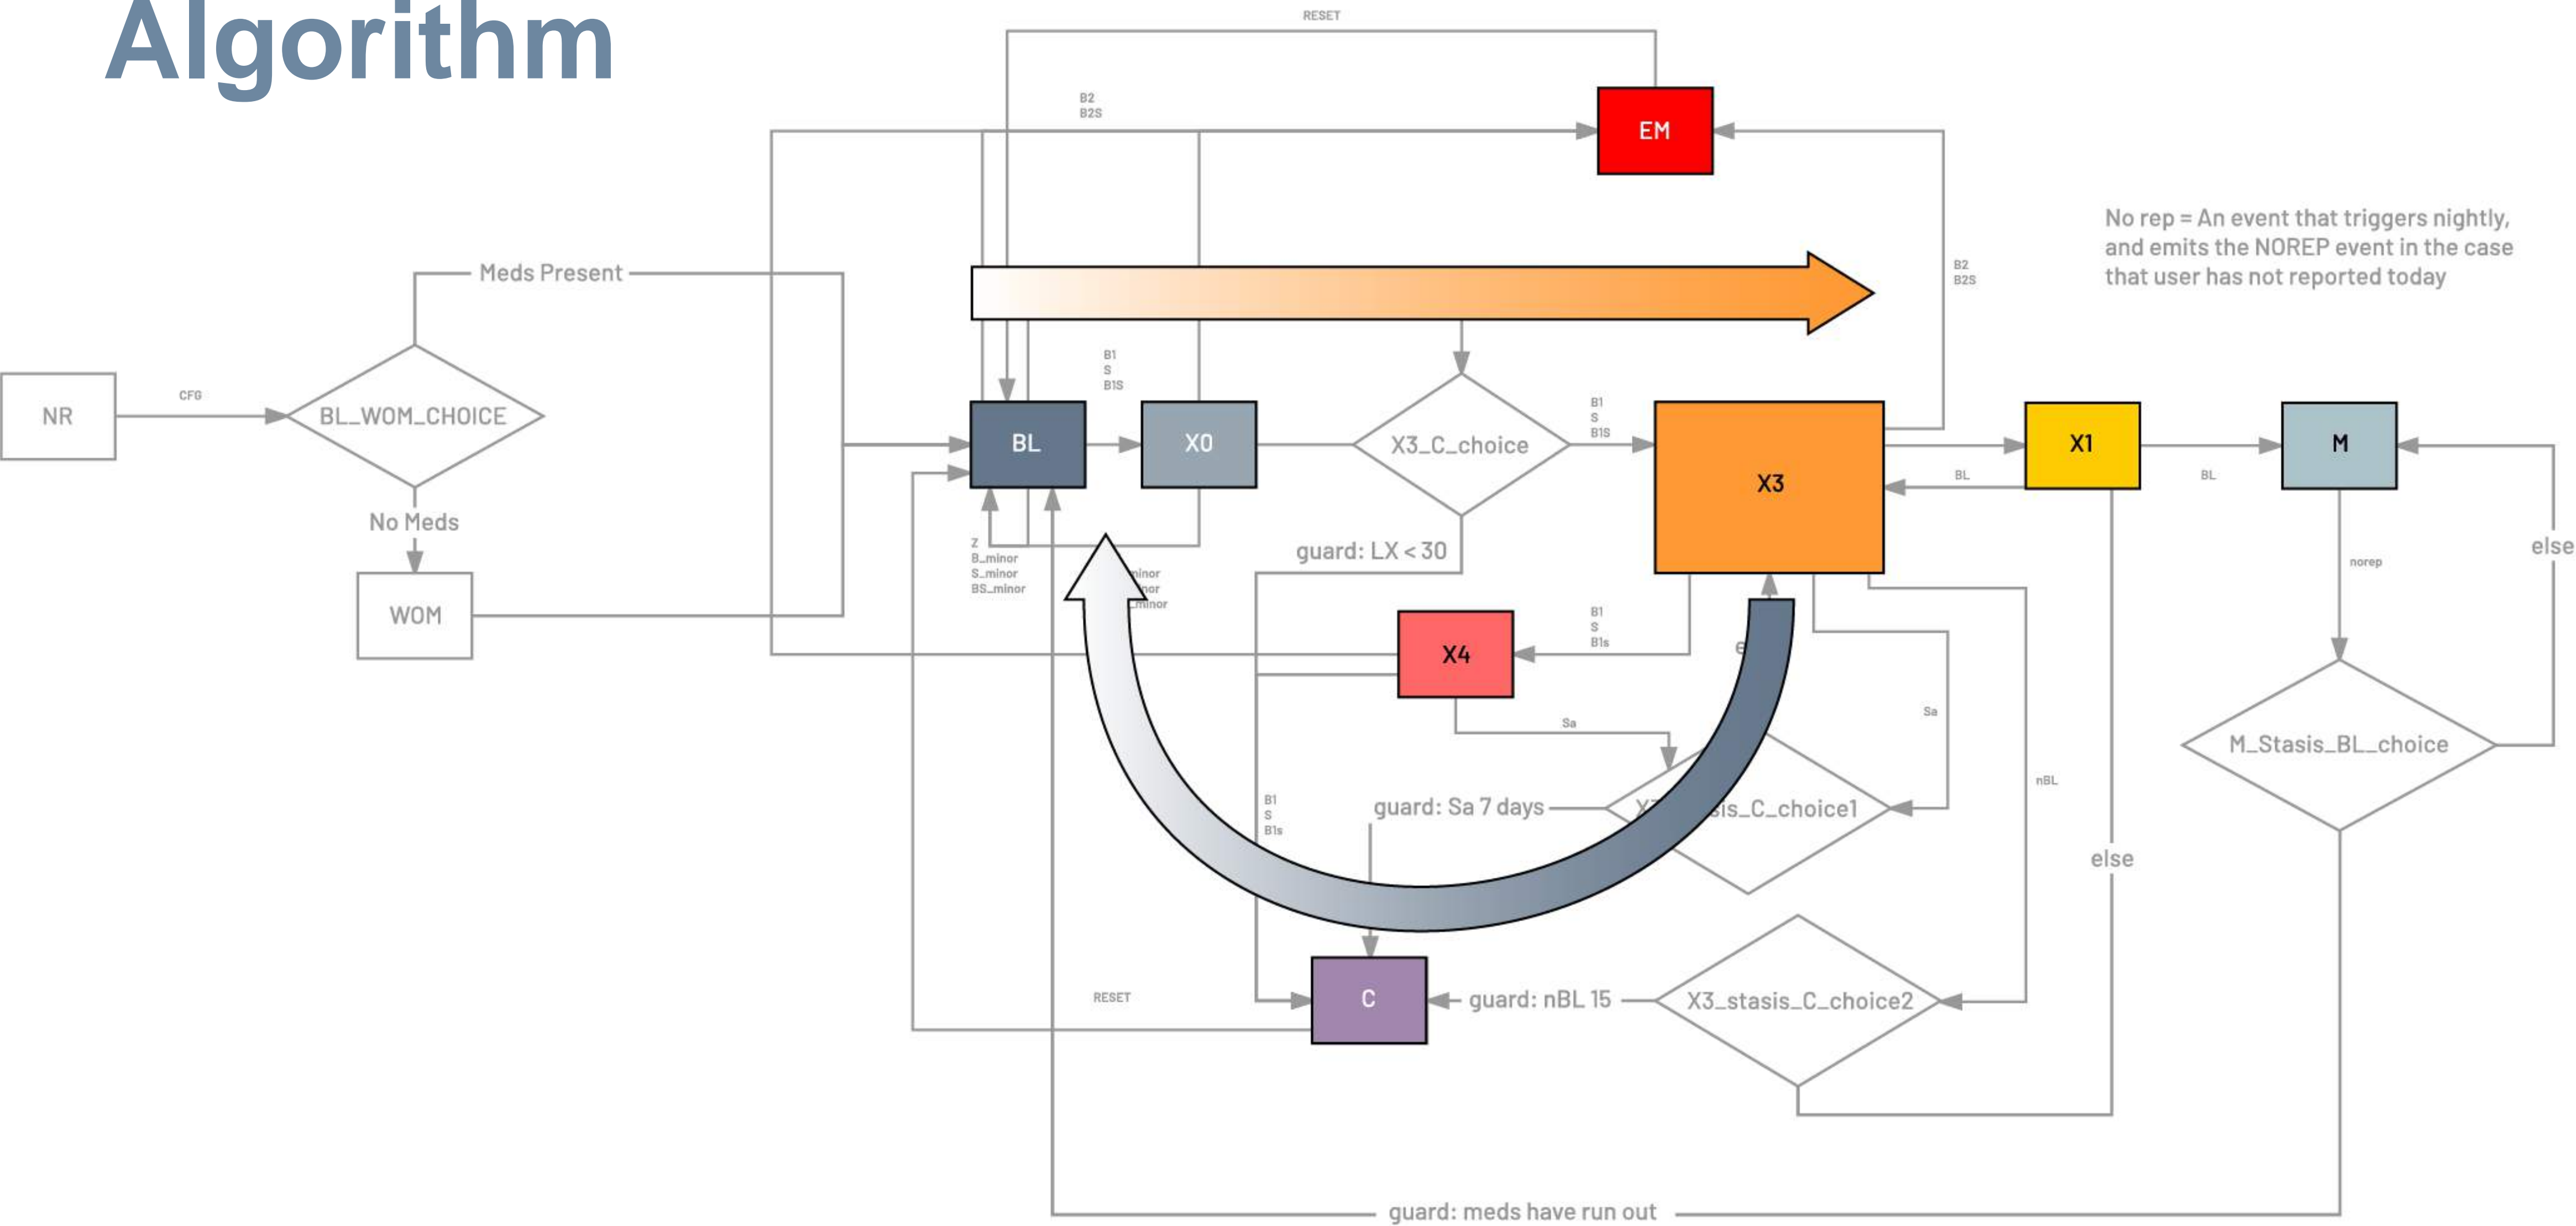 Algorithm
RESET
B2
B2S
EM
No rep = An event that triggers nightly,
and emits the NOREP event in the case
that user has not reported today
Meds Present
B2
B2S
B1
S
B1S
NR
CFG
BL_WOM_CHOICE
BL
X0
X3_C_choice
B1
S
B1S
X3
BL
X1
BL
M
No Meds
guard: LX < 30
Z
B_minor
S_minor
BS_minor
minor
minor
else
norep
WOM
X4
B1
S
B1s
Sa
Sa
M_Stasis_BL_choice
nBL
B1
S
B1s
guard: Sa 7 days
sis_C_choice1
else
RESET
C
guard: nBL 15
X3_stasis_C_choice2
guard: meds have run out